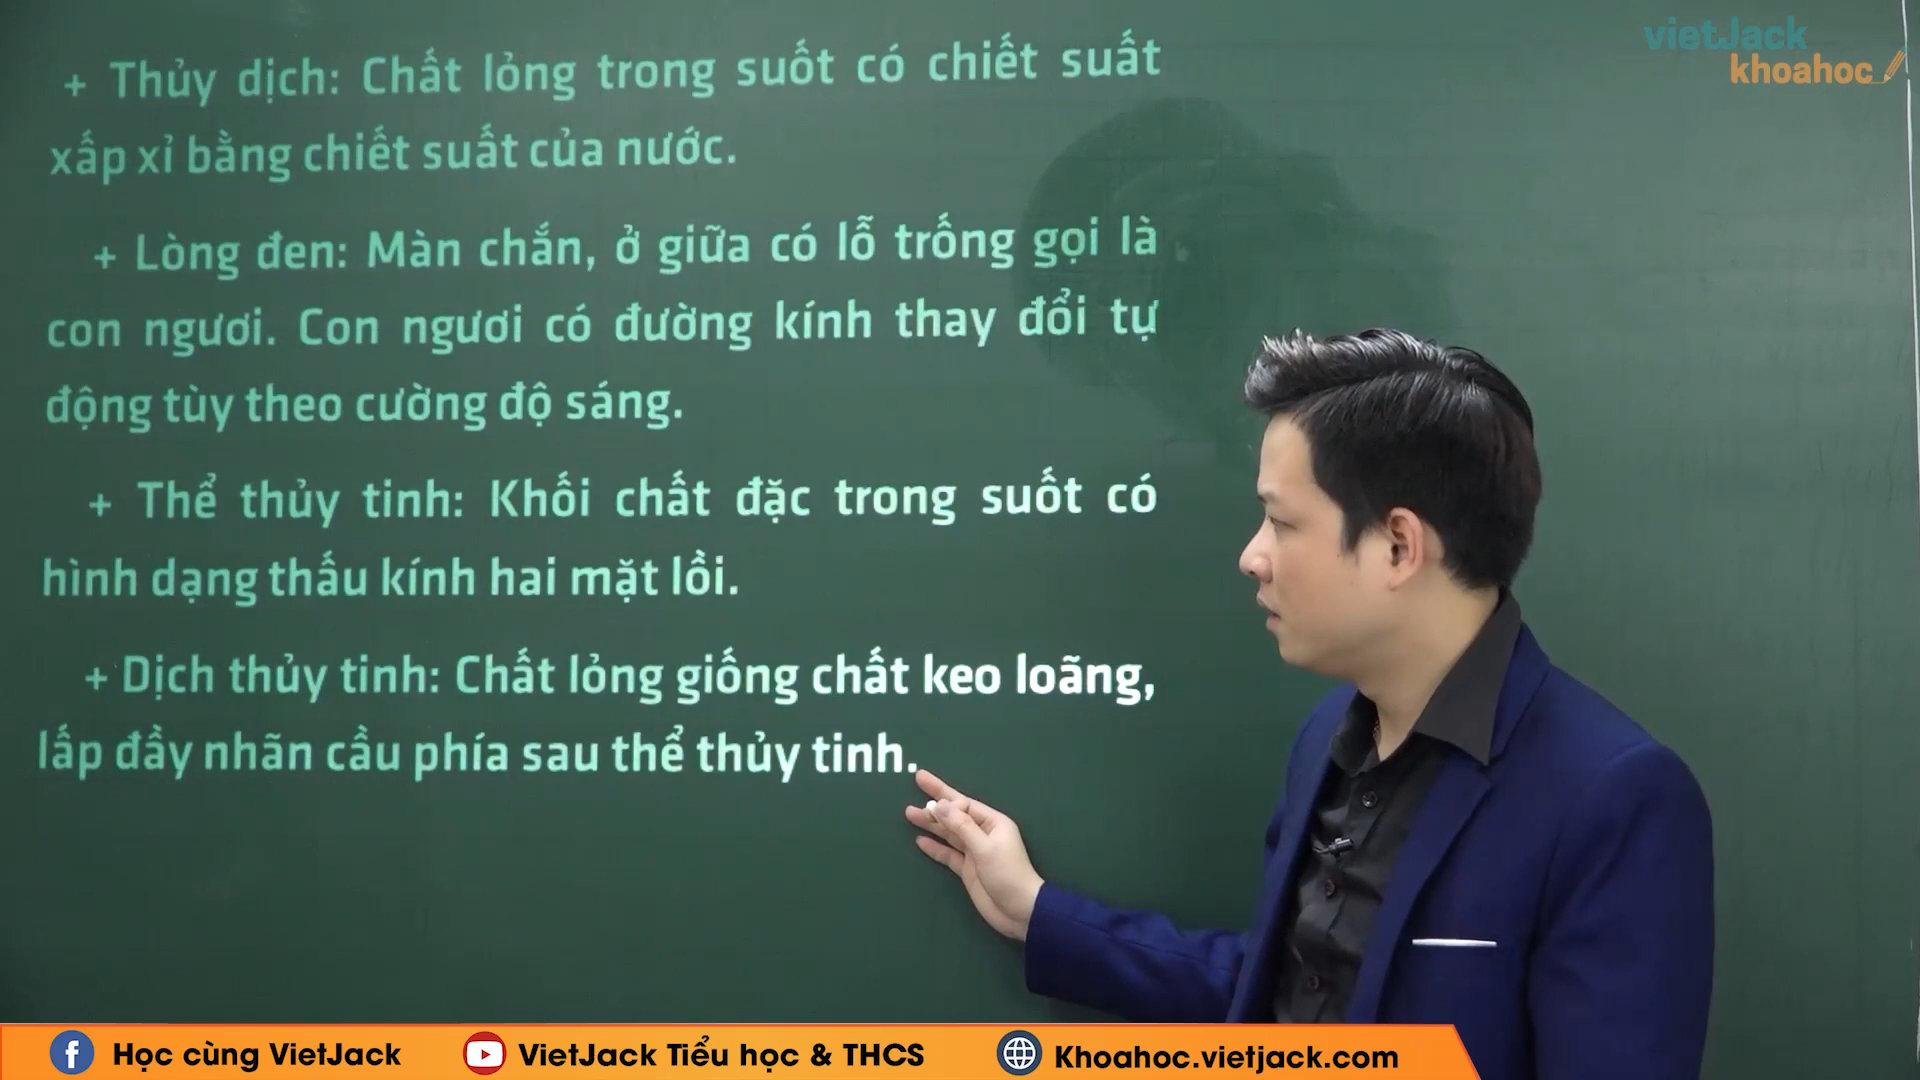 vietJack
khoahoc
+ Thủy dịch: Chất lỏng trong suốt có chiết suất
xấp xỉ bằng chiết suất của nước.
+ Lòng đen: Màn chắn, ở giữa có lỗ trống gọi là
con ngươi. Con ngươi có đường kính thay đổi tự
động tùy theo cường độ sáng.
+ Thể thủy tinh: Khối chất đặc trong suốt có
hình dạng thấu kính hai mặt lồi.
+ Dịch thủy tinh: Chất lỏng giống chất keo loãng,
lấp đầy nhãn cầu phía sau thể thủy tinh.
Học cùng VietJack
VietJack Tiểu học & THCS
Khoahoc.vietjack.com